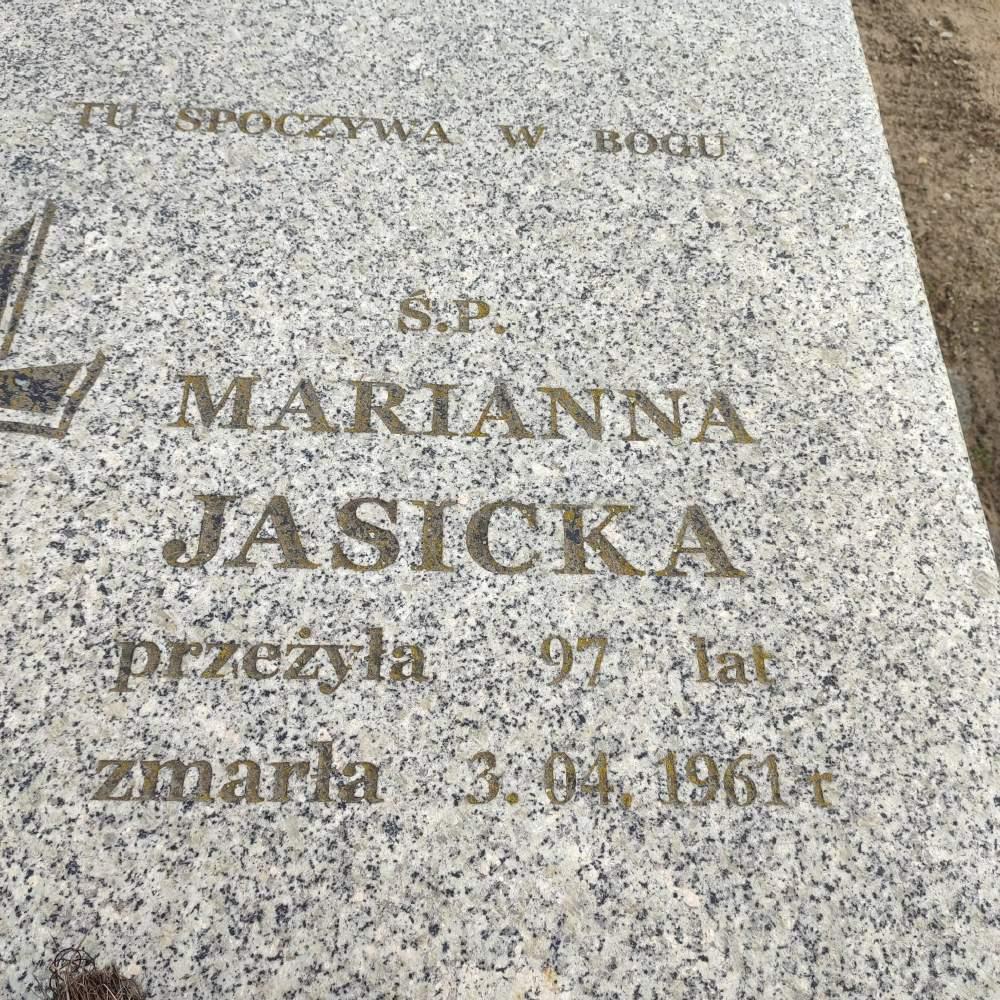 TU SPOCZYWA W BOGU
Ś.P.
MARIANNA
JASICKA
przeżyła 97 lat
zmarła 3. 04. 1961 r